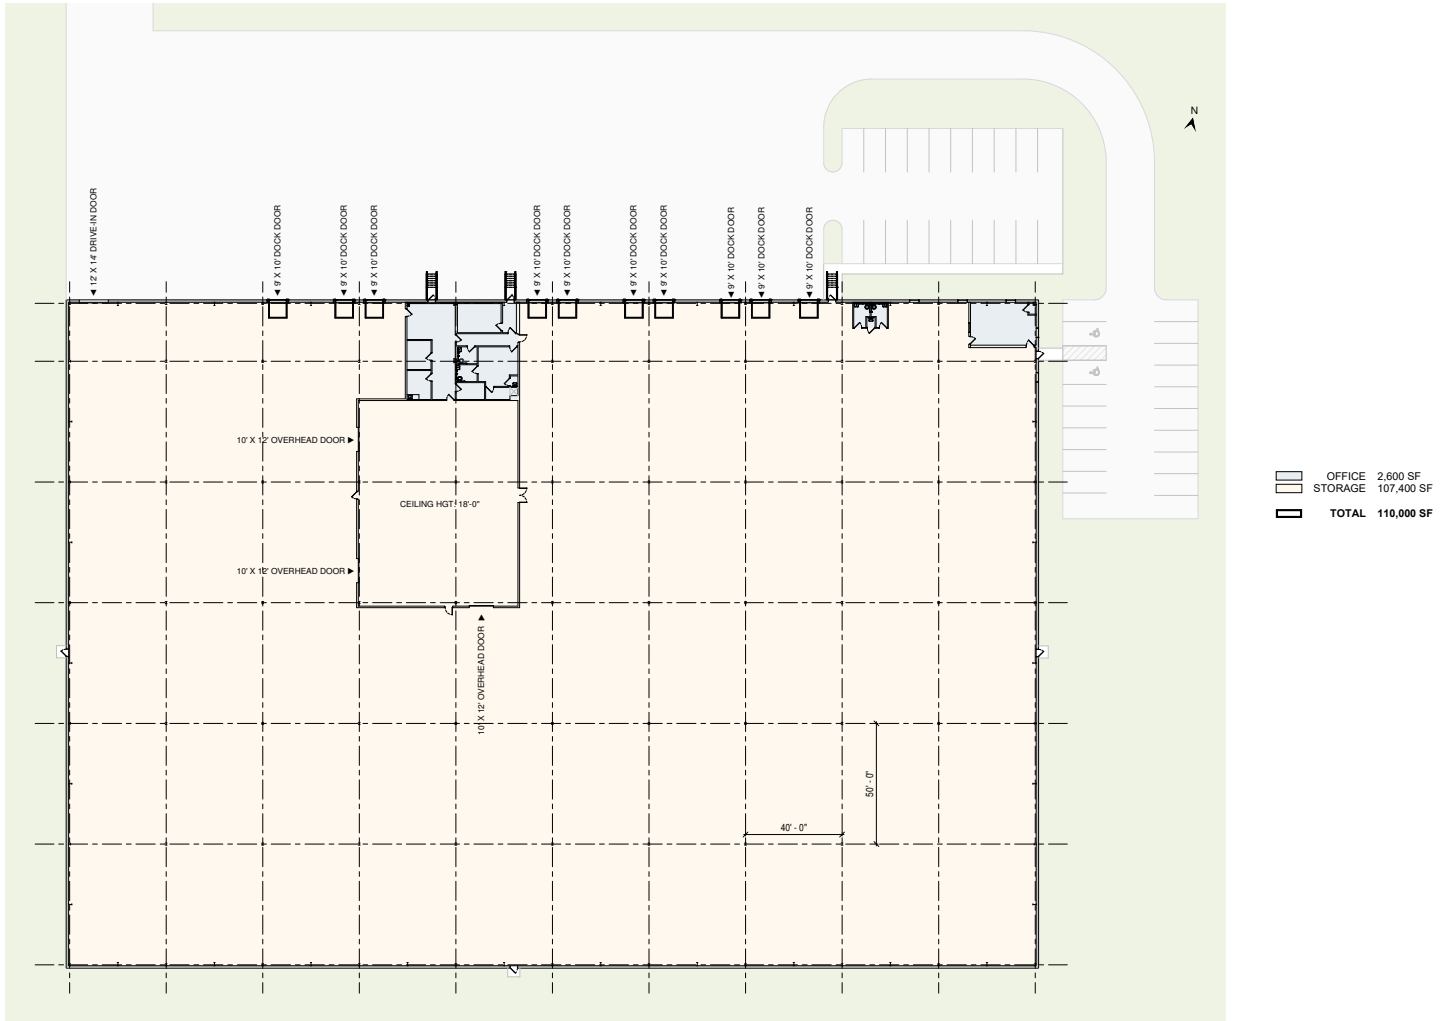 N
12' X 14' DRIVE-IN DOOR
9' X 10' DOCK DOOR
9' X 10' DOCK DOOR
9' X 10' DOCK DOOR
9' X 10' DOCK DOOR
9' X 10' DOCK DOOR
9' X 10' DOCK DOOR
9' X 10' DOCK DOOR
9' X 10' DOCK DOOR
9' X 10' DOCK DOOR
9' X 10' DOCK DOOR
10' X 12' OVERHEAD DOOR
CEILING HGT: 18'-0"
10' X 12' OVERHEAD DOOR
10' X 12' OVERHEAD DOOR
50' - 0"
40' - 0"
OFFICE 2,600 SF
STORAGE 107,400 SF
TOTAL 110,000 SF